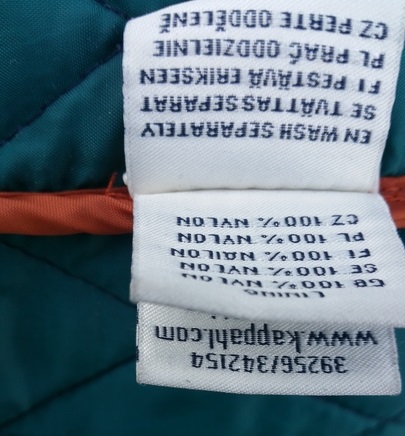 39256/342154
www.kappahl.com
LINING
GB 100% NYLON
SE 100% NYLON
FI 100% NAILON
PL 100% NYLON
CZ 100% NYLON
EN WASH SEPARATELY
SE TVÄTTAS SEPARAT
FI PESTÄVÄ ERIKSEEN
PL PRAĆ ODDZIELNIE
CZ PERTE ODDĚLENĚ